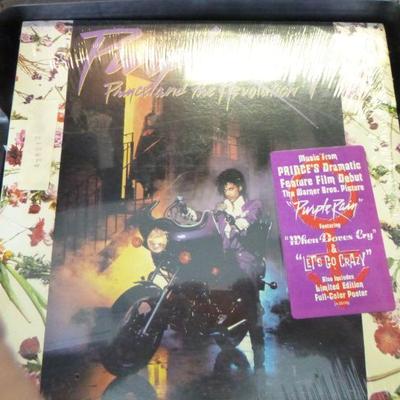 Prince and the Revolution
Music From
PRINCE'S Dramatic
Feature Film Debut
The Warner Bros. Picture
"Purple Rain"
Featuring
"When Doves Cry"
&
"LET'S GO CRAZY"
Also Includes
Limited Edition
Full-Color Poster